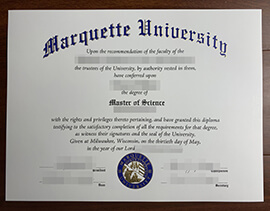 Marquette University
Upon the recommendation of the faculty of the
the trustees of the University, by authority vested in them,
have conferred upon
the degree of
Master of Science
with rights and privileges thereto pertaining, and have granted this diploma
testifying to the satisfactory completion of all the requirements for that degree,
as witness their signatures and the seal of the University.
Given at Milwaukee, Wisconsin, on the thirtieth day of May,
in the year of our Lord
President
Dean
Secretary